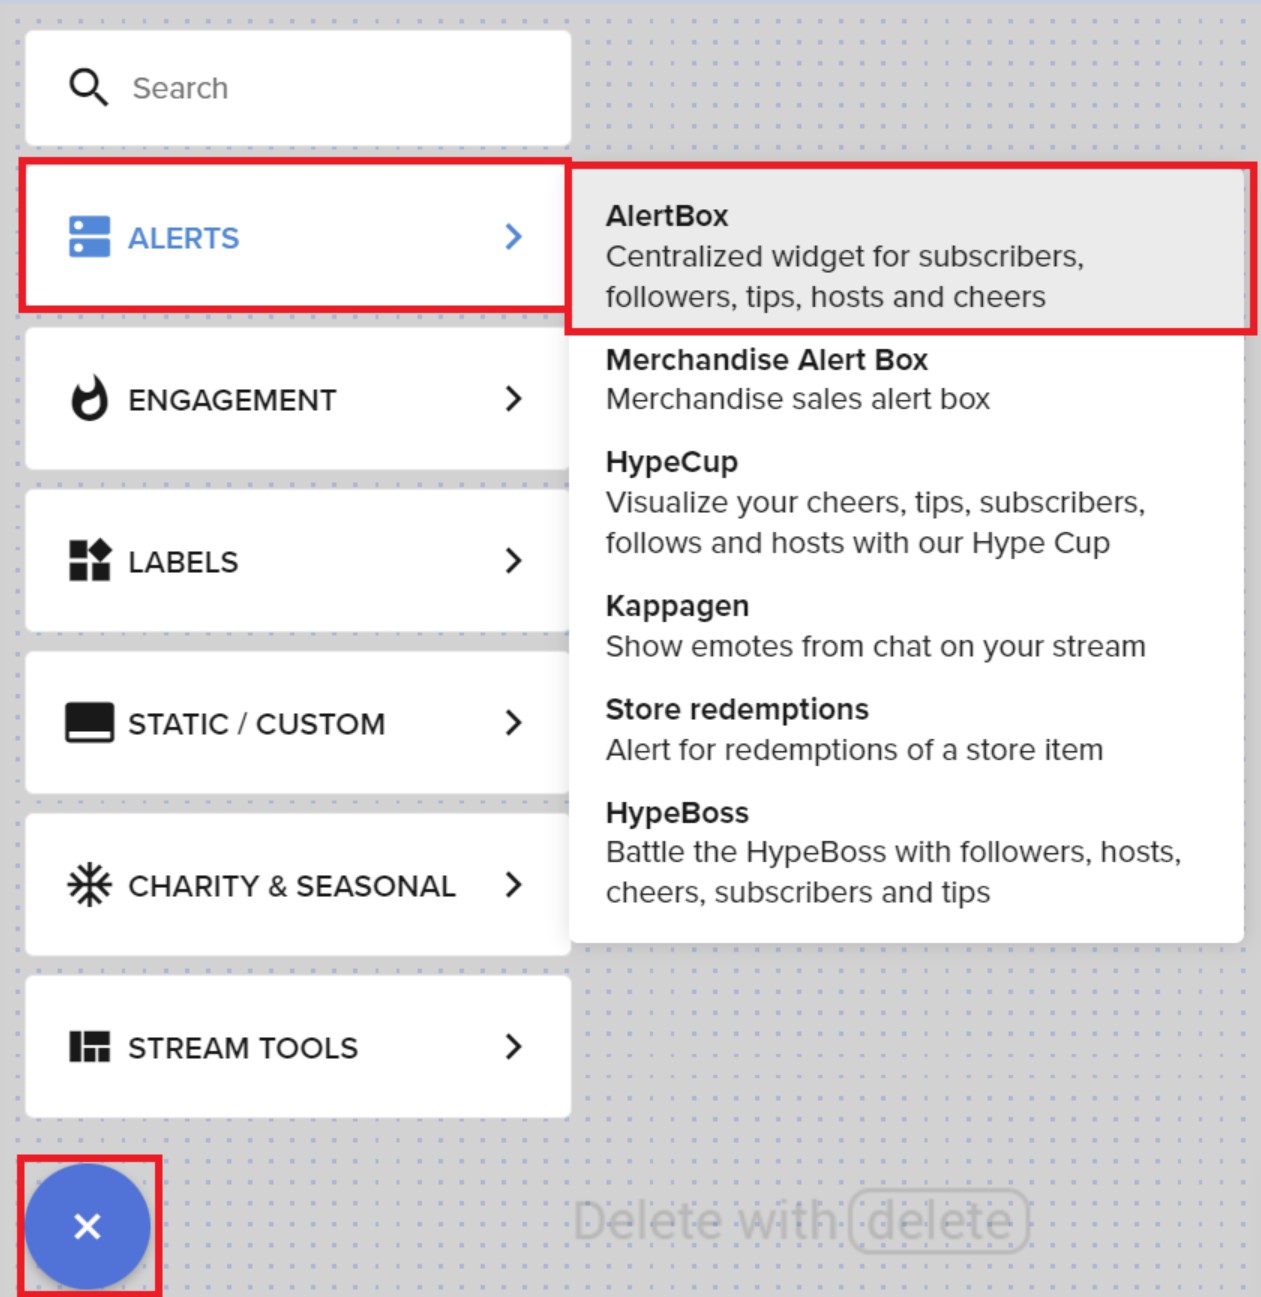 Search
ALERTS
ENGAGEMENT
LABELS
STATIC / CUSTOM
CHARITY & SEASONAL
STREAM TOOLS
AlertBox
Centralized widget for subscribers,
followers, tips, hosts and cheers
Merchandise Alert Box
Merchandise sales alert box
HypeCup
Visualize your cheers, tips, subscribers,
follows and hosts with our Hype Cup
Kappagen
Show emotes from chat on your stream
Store redemptions
Alert for redemptions of a store item
HypeBoss
Battle the HypeBoss with followers, hosts,
cheers, subscribers and tips
Delete with delete